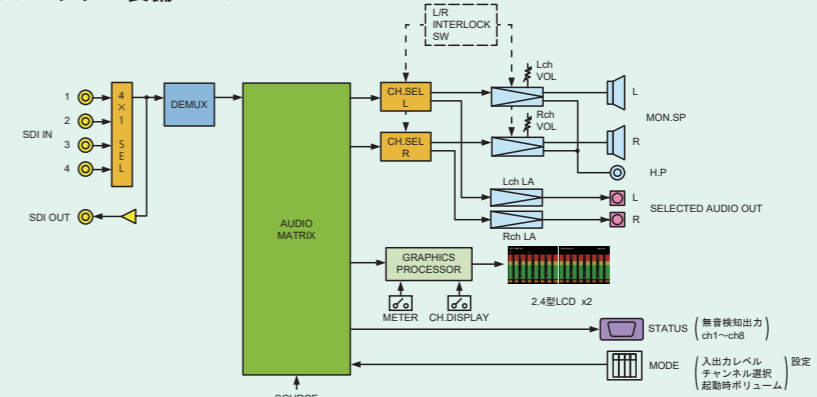 L/R
INTERLOCK
SW
Lch
VOL
1
2
3
4
SDI IN
4
×
1
S
E
L
DEMUX
CH.SEL
L
CH.SEL
R
Rch
VOL
L
MON.SP
R
H.P
Lch LA
L
SELECTED AUDIO OUT
R
Rch LA
SDI OUT
AUDIO
MATRIX
GRAPHICS
PROCESSOR
METER
CH.DISPLAY
2.4型LCD x2
STATUS
無音検知出力
ch1~ch8
MODE
入出力レベル
チャンネル選択
起動時ボリューム
設定